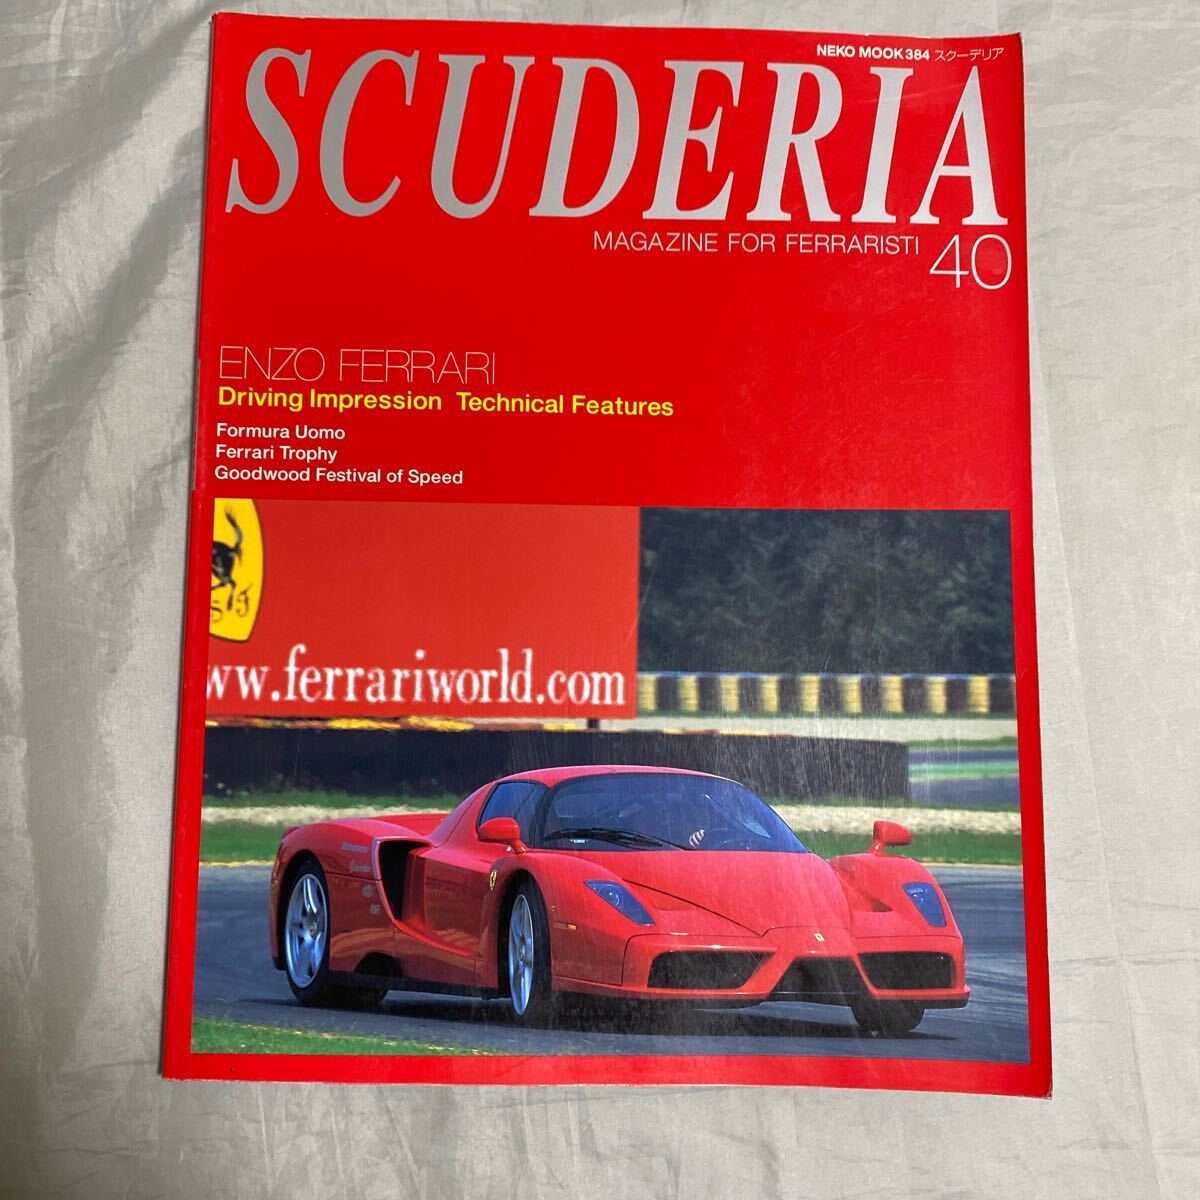 NEKO MOOK 384 スクーデリア
SCUDERIA
MAGAZINE FOR FERRARISTI 40
ENZO FERRARI
Driving Impression Technical Features
Formura Uomo
Ferrari Trophy
Goodwood Festival of Speed
S F
ww.ferrariworld.com